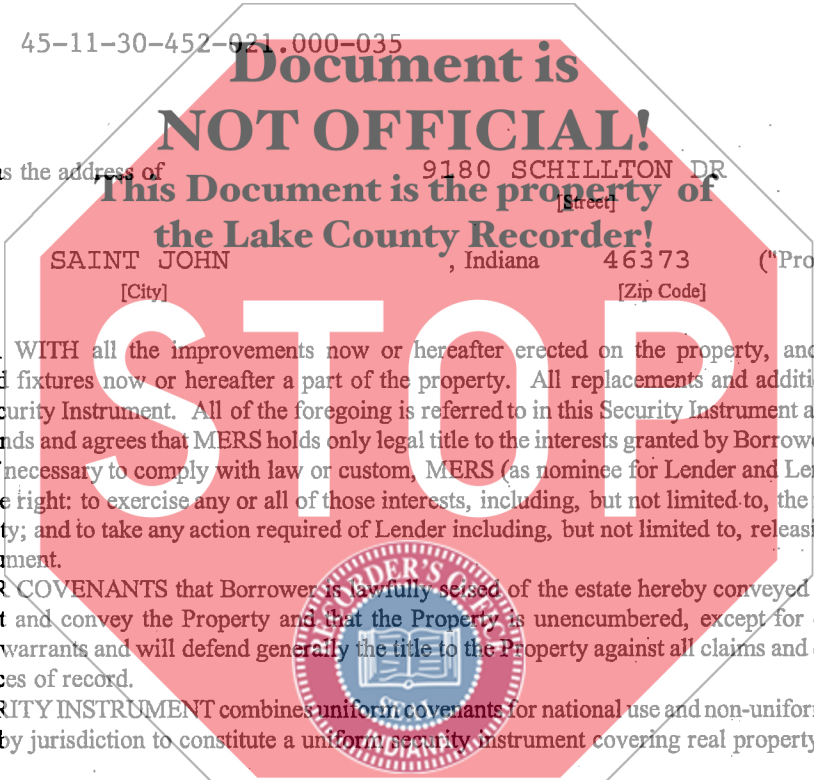 45-11-30-452-021.000-035
Document is
NOT OFFICIAL!
s the address of 9180 SCHILLTON DR
This Document is the property of
[Street]
the Lake County Recorder!
SAINT JOHN , Indiana 46373 ("Pro
[City] [Zip Code]
STOP
WITH all the improvements now or hereafter erected on the property, and
d fixtures now or hereafter a part of the property. All replacements and additi
curity Instrument. All of the foregoing is referred to in this Security Instrument a
nds and agrees that MERS holds only legal title to the interests granted by Borrowe
necessary to comply with law or custom, MERS (as nominee for Lender and Len
e right: to exercise any or all of those interests, including, but not limited to, the
ty; and to take any action required of Lender including, but not limited to, releasi
ument.
R COVENANTS that Borrower is lawfully seised of the estate hereby conveyed
t and convey the Property and that the Property is unencumbered, except for
warrants and will defend generally the title to the Property against all claims and
ces of record.
RITY INSTRUMENT combines uniform covenants for national use and non-uniform
by jurisdiction to constitute a uniform security instrument covering real property
RECORDER'S OFFICE
SEAL
INDIANA